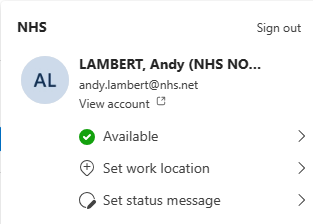 NHS
Sign out
AL
LAMBERT, Andy (NHS NO...
andy.lambert@nhs.net
View account
Available
Set work location
Set status message